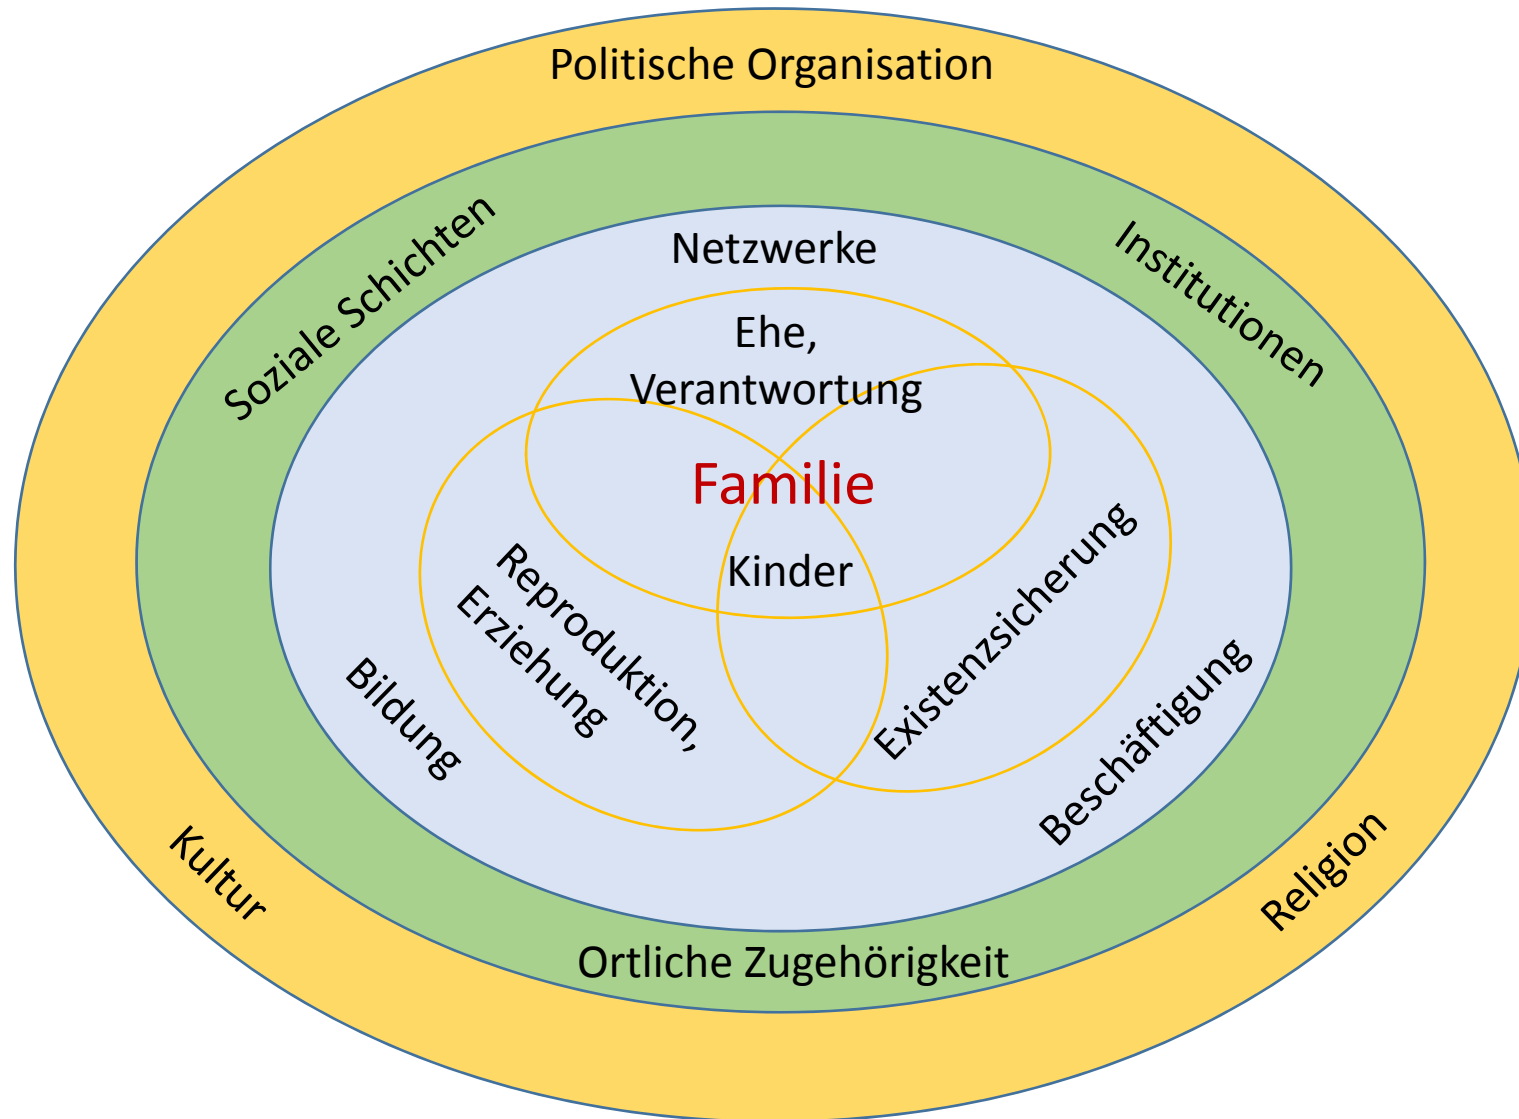 Politische Organisation
Soziale Schichten
Institutionen
Netzwerke
Ehe,
Verantwortung
Familie
Kinder
Reproduktion,
Erziehung
Existenzsicherung
Bildung
Beschäftigung
Kultur
Religion
Ortliche Zugehörigkeit